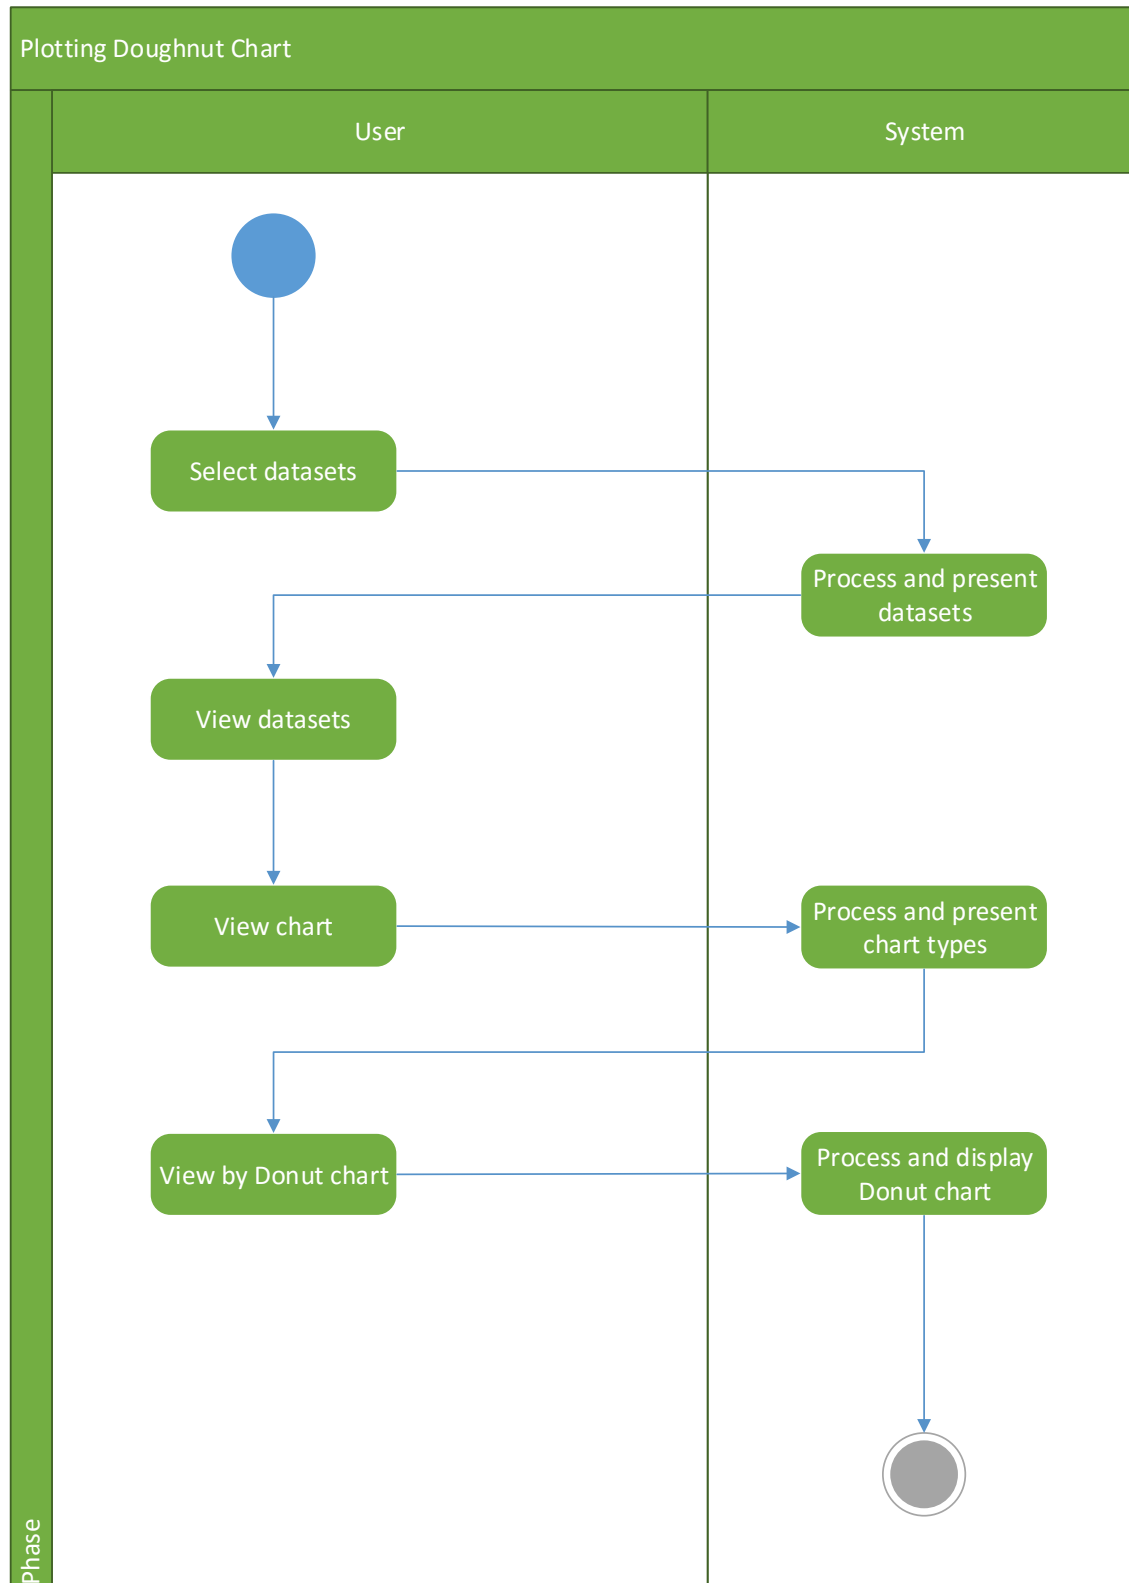 Plotting Doughnut Chart
User
System
Select datasets
Process and present
datasets
View datasets
View chart
Process and present
chart types
View by Donut chart
Process and display
Donut chart
Phase